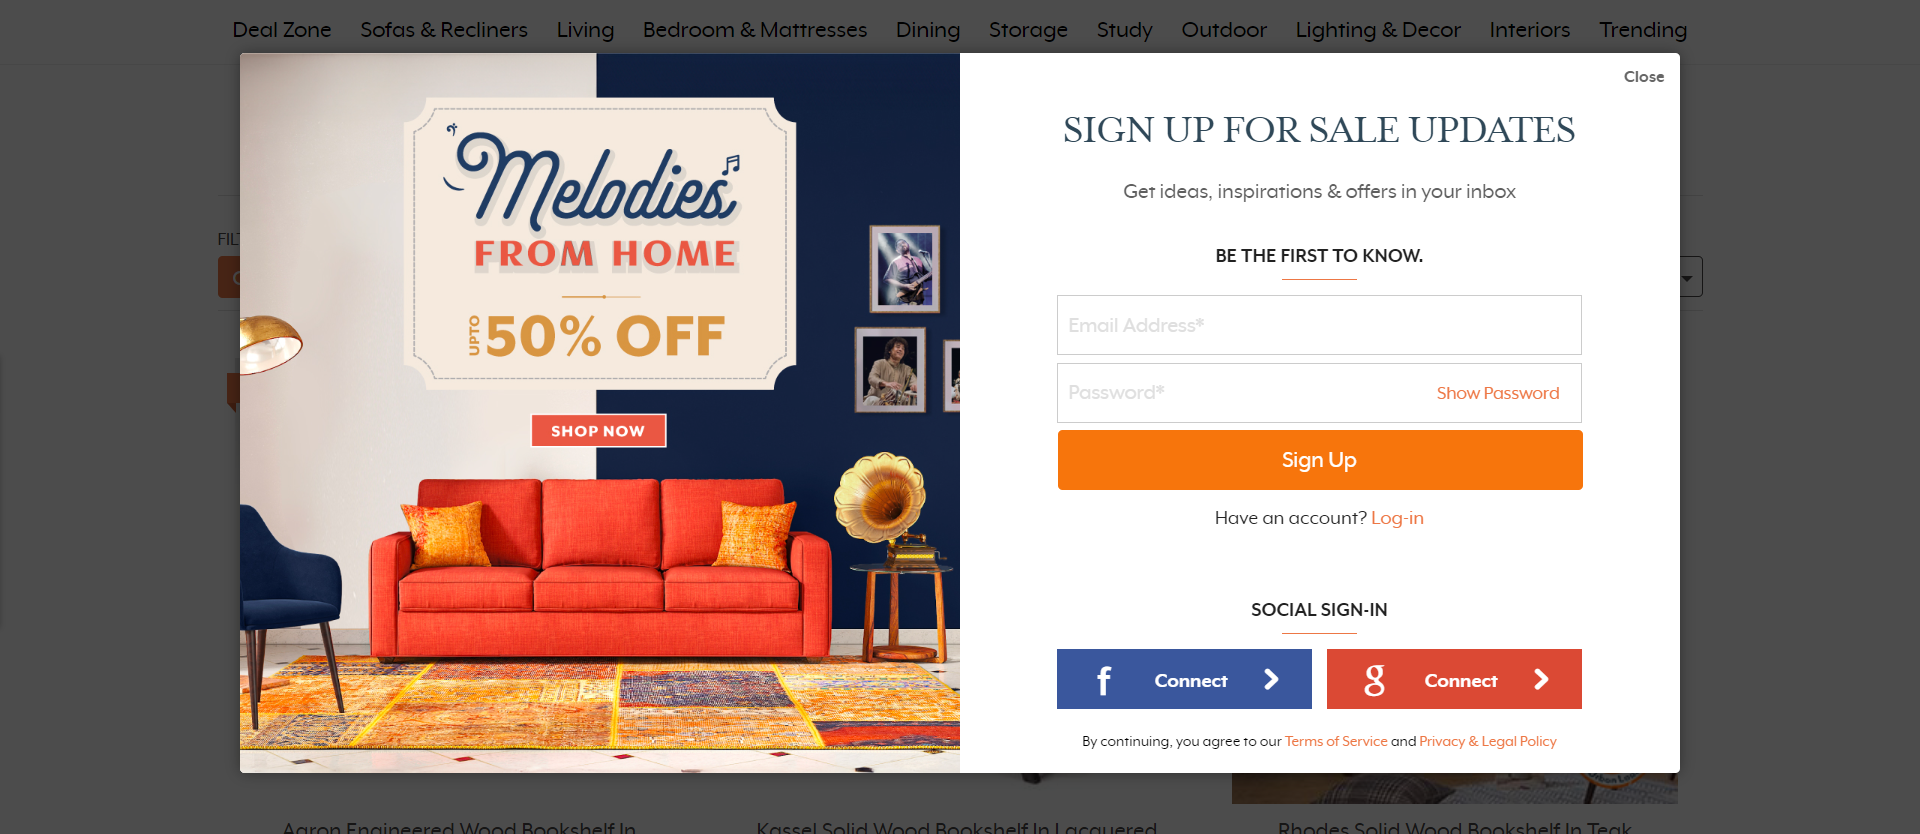 Deal Zone Sofas & Recliners Living Bedroom & Mattresses Dining Storage Study Outdoor Lighting & Decor Interiors Trending
Melodies
FROM HOME
UPTO 50% OFF
SHOP NOW
Close
SIGN UP FOR SALE UPDATES
Get ideas, inspirations & offers in your inbox
BE THE FIRST TO KNOW.
Email Address*
Password* Show Password
Sign Up
Have an account? Log-in
SOCIAL SIGN-IN
f Connect
g Connect
By continuing, you agree to our Terms of Service and Privacy & Legal Policy
Aaron Engineered Wood Bookshelf In
Kassel Solid Wood Bookshelf In Lacquered
Rhodes Solid Wood Bookshelf In Teak